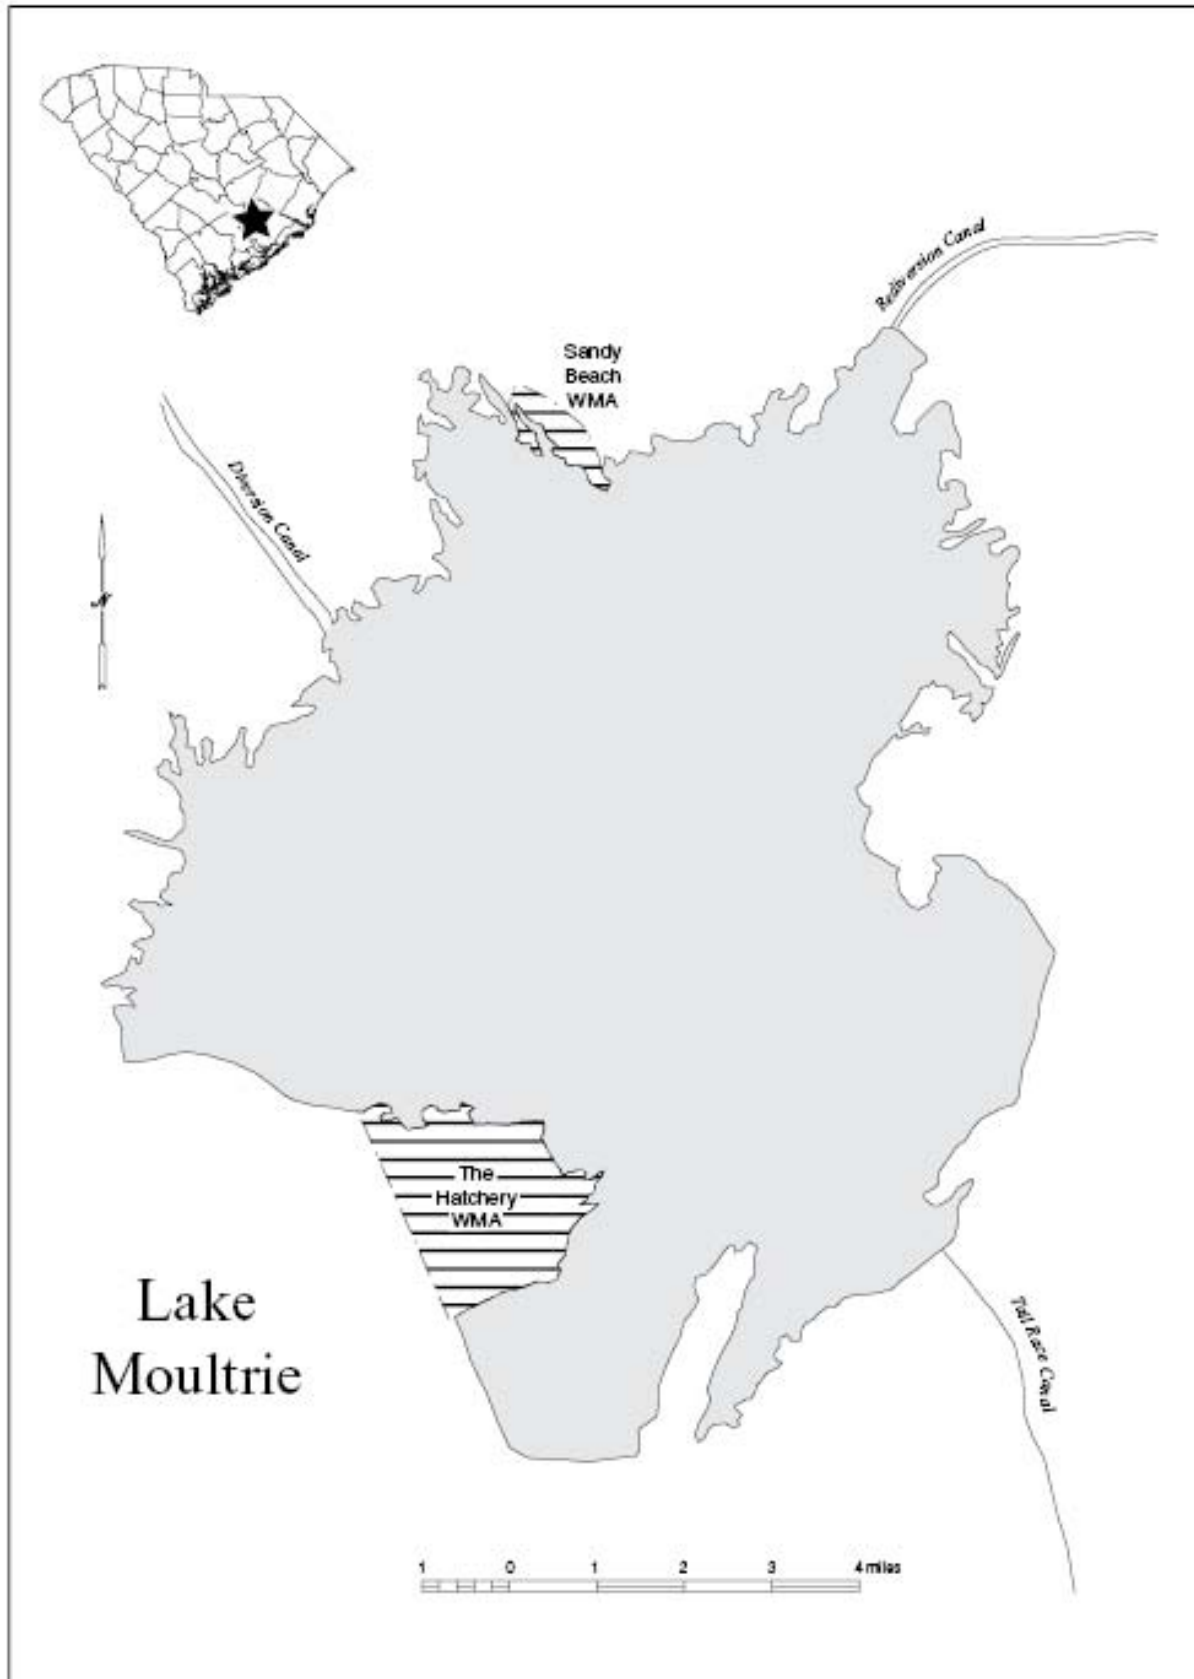 Rediversion Canal
Sandy
Beach
WMA
Diversion Canal
N
The
Hatchery
WMA
Lake
Moultrie
Tail Race Canal
1 0 1 2 3 4 miles